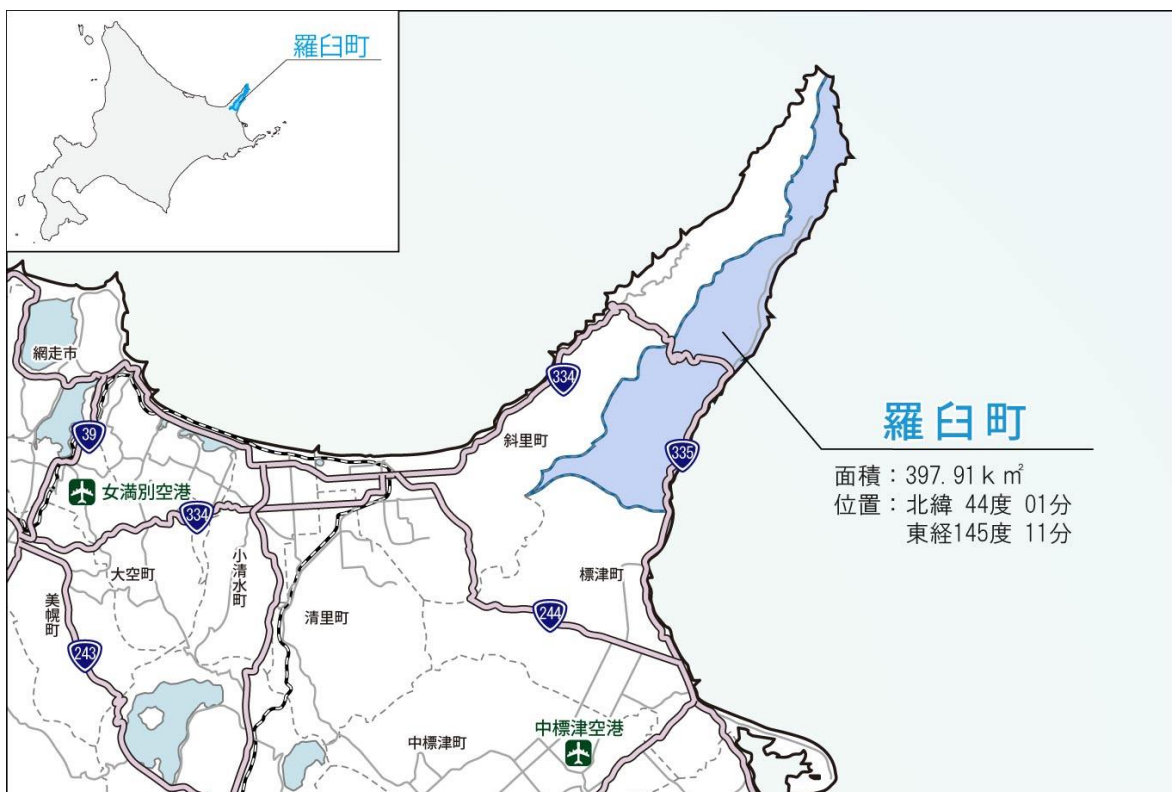 羅臼町
網走市
334
39
斜里町
335
羅臼町
面積：397.91ｋ㎡
位置：北緯 44度 01分
東経145度 11分
女満別空港
334
大空町
小清水町
標津町
美幌町
清里町
244
243
中標津町
中標津空港